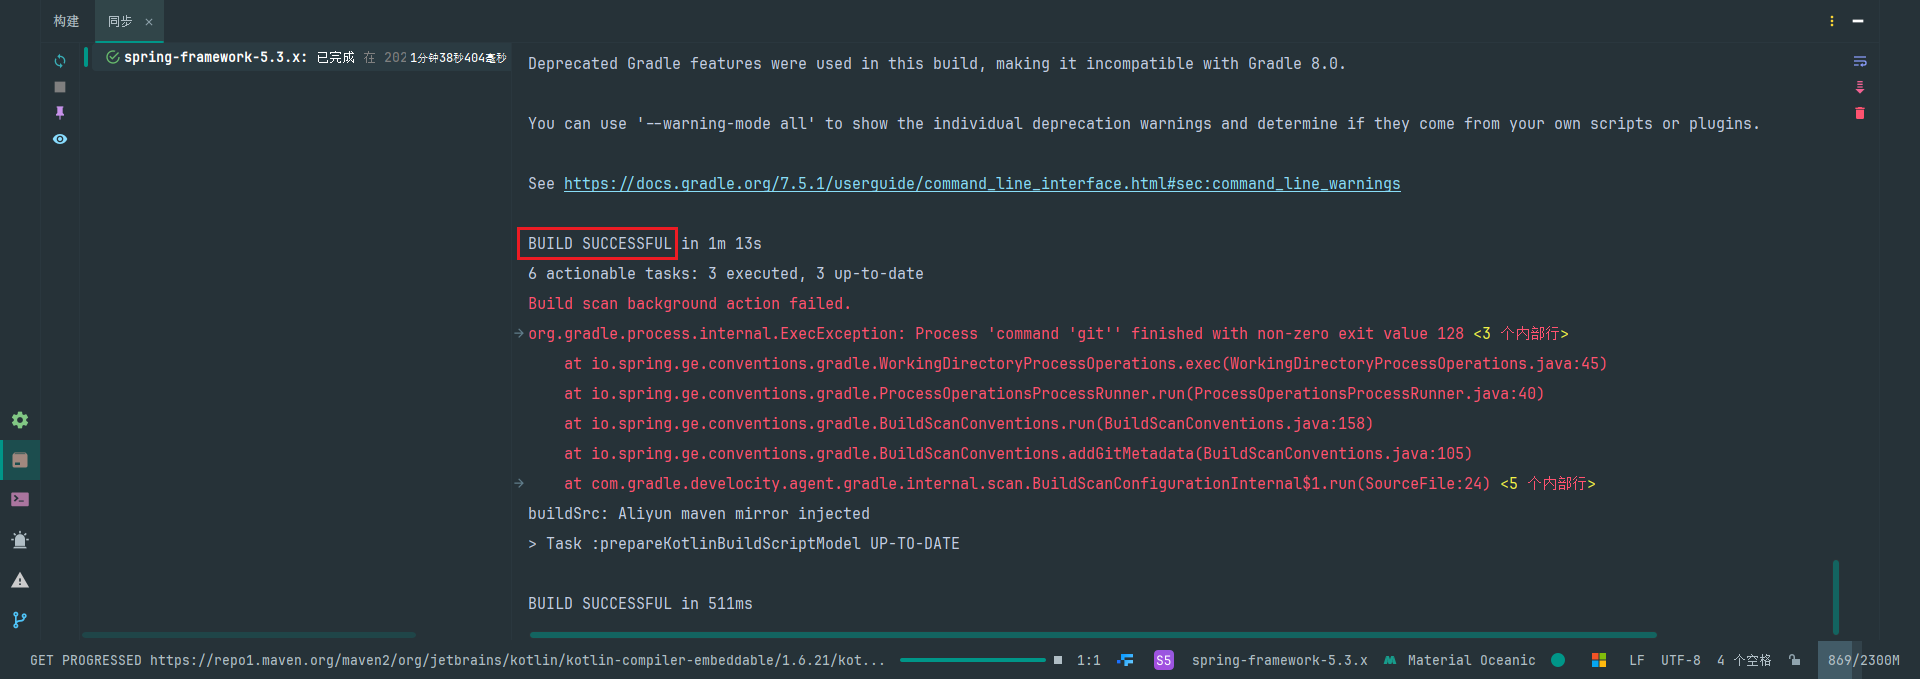 构建 同步
spring-framework-5.3.x: 已完成 在 202 1分钟38秒404毫秒
Deprecated Gradle features were used in this build, making it incompatible with Gradle 8.0.
You can use '--warning-mode all' to show the individual deprecation warnings and determine if they come from your own scripts or plugins.
See https://docs.gradle.org/7.5.1/userguide/command_line_interface.html#sec:command_line_warnings
BUILD SUCCESSFUL in 1m 13s
6 actionable tasks: 3 executed, 3 up-to-date
Build scan background action failed.
org.gradle.process.internal.ExecException: Process 'command 'git'' finished with non-zero exit value 128 <3 个内部行>
at io.spring.ge.conventions.gradle.WorkingDirectoryProcessOperations.exec(WorkingDirectoryProcessOperations.java:45)
at io.spring.ge.conventions.gradle.ProcessOperationsProcessRunner.run(ProcessOperationsProcessRunner.java:40)
at io.spring.ge.conventions.gradle.BuildScanConventions.run(BuildScanConventions.java:158)
at io.spring.ge.conventions.gradle.BuildScanConventions.addGitMetadata(BuildScanConventions.java:105)
at com.gradle.develocity.agent.gradle.internal.scan.BuildScanConfigurationInternal$1.run(SourceFile:24) <5 个内部行>
buildSrc: Aliyun maven mirror injected
> Task :prepareKotlinBuildScriptModel UP-TO-DATE
BUILD SUCCESSFUL in 511ms
GET PROGRESSED https://repo1.maven.org/maven2/org/jetbrains/kotlin/kotlin-compiler-embeddable/1.6.21/kot... 1:1 S5 spring-framework-5.3.x Material Oceanic LF UTF-8 4 个空格 869/2300M